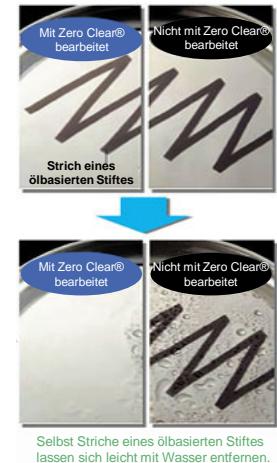 Mit Zero Clear®
bearbeitet
Nicht mit Zero Clear®
bearbeitet
Strich eines
ölbasierten Stiftes
Mit Zero Clear®
bearbeitet
Nicht mit Zero Clear®
bearbeitet
Selbst Striche eines ölbasierten Stiftes
lassen sich leicht mit Wasser entfernen.